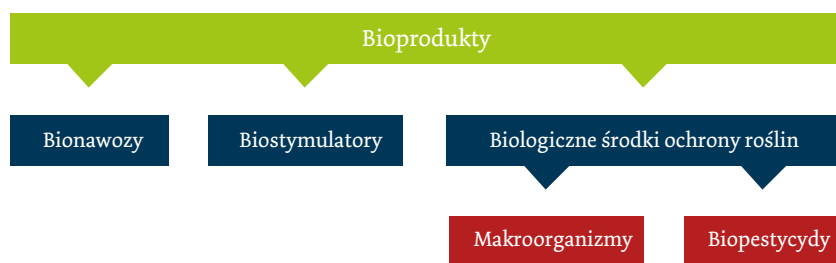 Bioprodukty
Bionawozy
Biostymulatory
Biologiczne środki ochrony roślin
Makroorganizmy
Biopestycydy